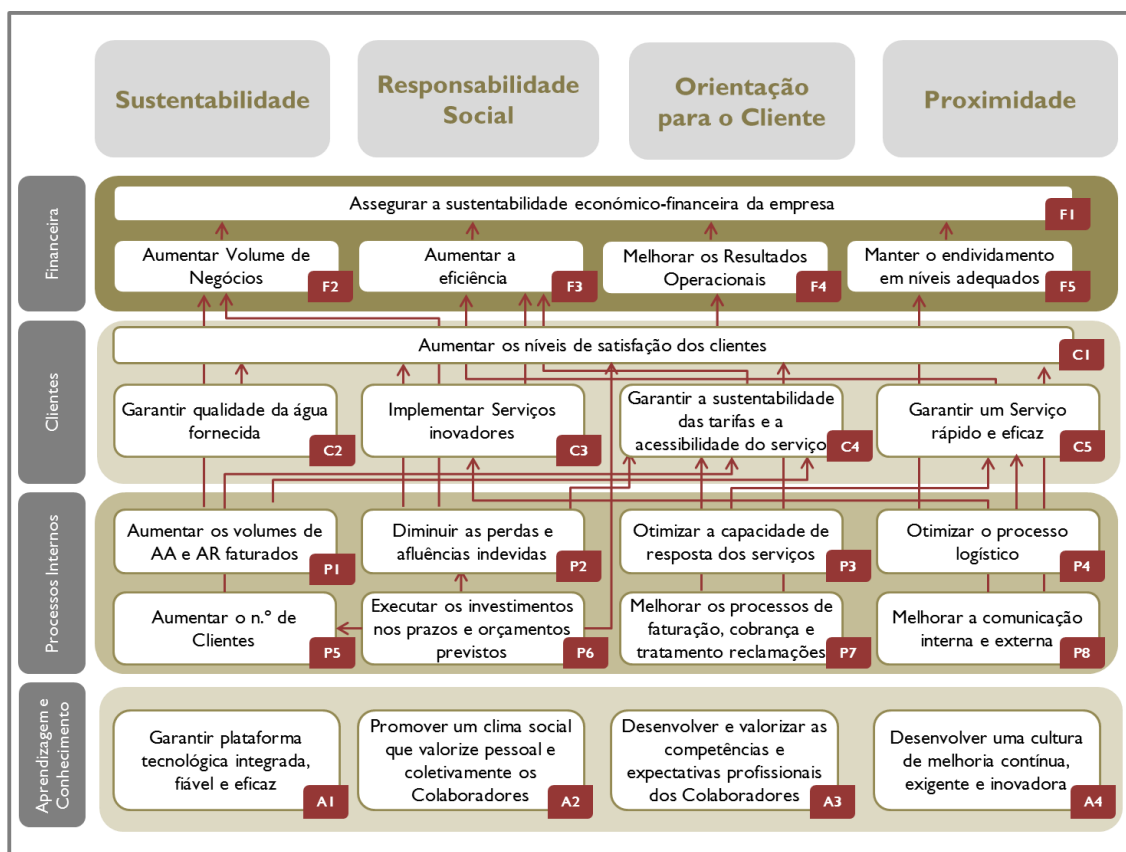 Sustentabilidade
Responsabilidade
Social
Orientação
para o Cliente
Proximidade
Financeira
Assegurar a sustentabilidade económico-financeira da empresa
F1
Aumentar Volume de
Negócios
F2
Aumentar a
eficiência
F3
Melhorar os Resultados
Operacionais
F4
Manter o endividamento
em níveis adequados
F5
Clientes
Aumentar os níveis de satisfação dos clientes
C1
Garantir qualidade da água
fornecida
C2
Implementar Serviços
inovadores
C3
Garantir a sustentabilidade
das tarifas e a
acessibilidade do serviço
C4
Garantir um Serviço
rápido e eficaz
C5
Processos Internos
Aumentar os volumes de
AA e AR faturados
P1
Diminuir as perdas e
afluências indevidas
P2
Otimizar a capacidade de
resposta dos serviços
P3
Otimizar o processo
logístico
P4
Aumentar o n.º de
Clientes
P5
Executar os investimentos
nos prazos e orçamentos
previstos
P6
Melhorar os processos de
faturação, cobrança e
tratamento reclamações
P7
Melhorar a comunicação
interna e externa
P8
Aprendizagem e
Conhecimento
Garantir plataforma
tecnológica integrada,
fiável e eficaz
A1
Promover um clima social
que valorize pessoal e
coletivamente os
Colaboradores
A2
Desenvolver e valorizar as
competências e
expectativas profissionais
dos Colaboradores
A3
Desenvolver uma cultura
de melhoria contínua,
exigente e inovadora
A4